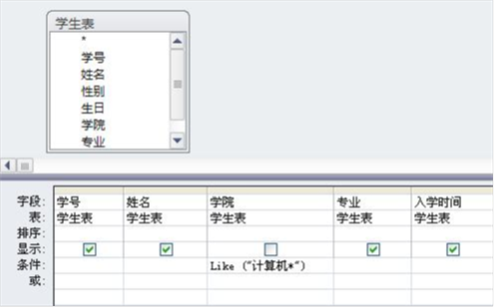 学生表
*
学号
姓名
性别
生日
学院
专业
字段: 学号 姓名 学院 专业 入学时间
表: 学生表 学生表 学生表 学生表 学生表
排序:
显示:
条件: Like ("计算机*")
或: